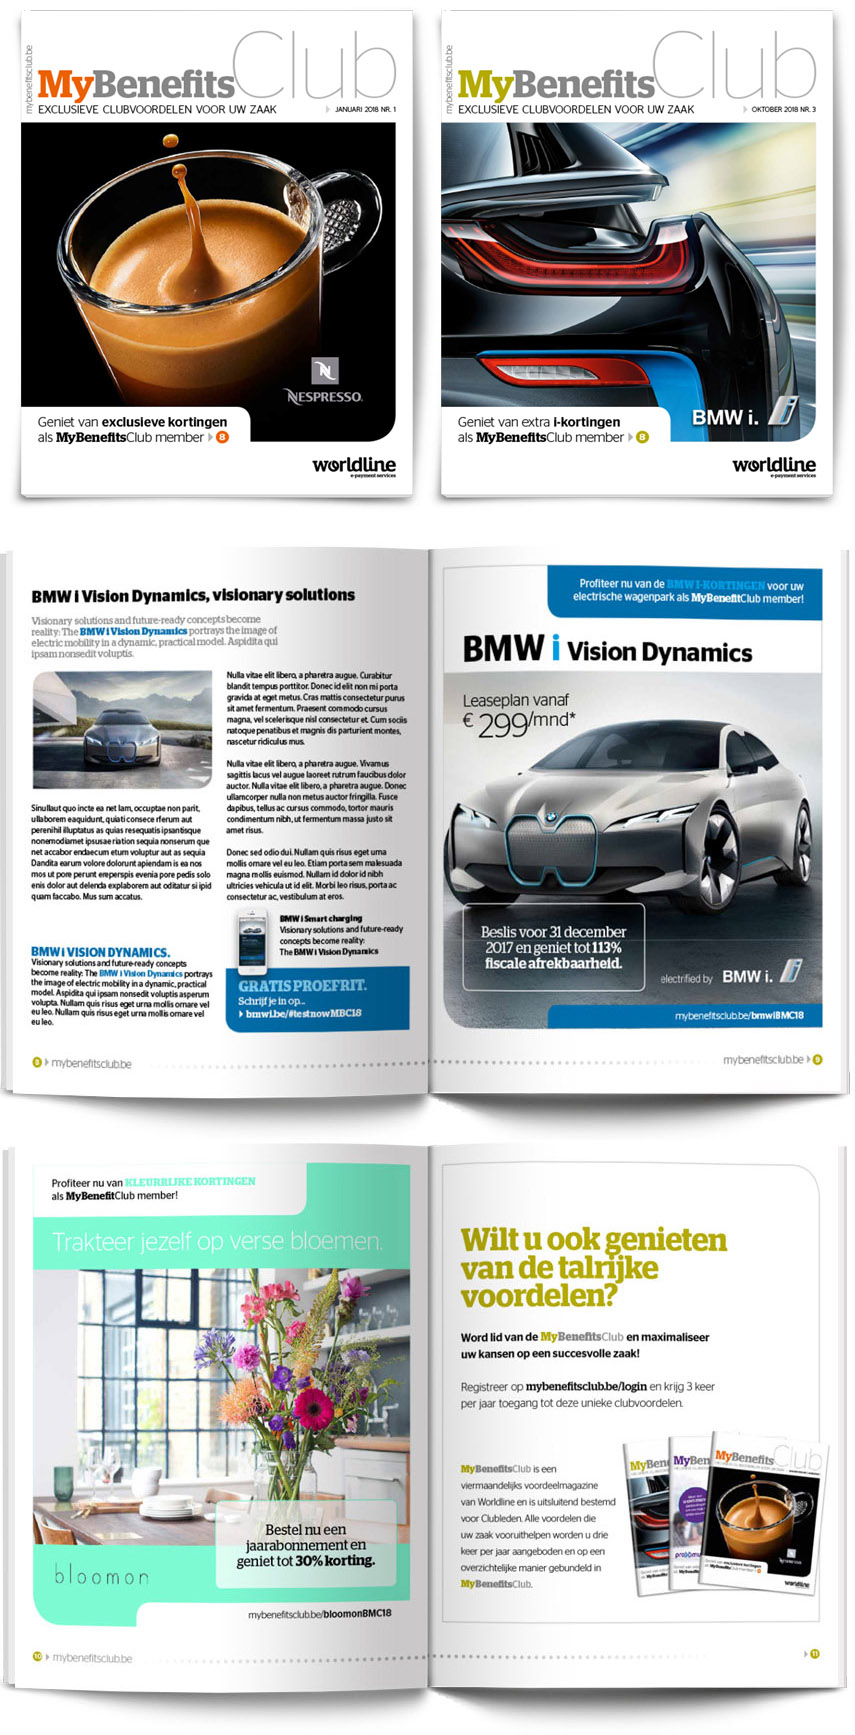 mybenefitsclub.be
MyBenefitsClub
EXCLUSIEVE CLUBVOORDELEN VOOR UW ZAAK
JANUARI 2018 NR. 1
NESPRESSO.
Geniet van exclusieve kortingen
als MyBenefitsClub member 8
worldline
e-payment services
mybenefitsclub.be
MyBenefitsClub
EXCLUSIEVE CLUBVOORDELEN VOOR UW ZAAK
OKTOBER 2018 NR. 3
BMW i.
Geniet van extra i-kortingen
als MyBenefitsClub member 8
worldline
e-payment services
BMW i Vision Dynamics, visionary solutions
Visionary solutions and future-ready concepts become
reality: The BMW i Vision Dynamics portrays the image of
electric mobility in a dynamic, practical model. Aspidita qui
ipsam nonsedit voluptis.
Sinullaut quo incte ea net lam, occuptae non parit,
ullaborem eaquidunt, quiati consece rferum aut
perenihil illuptatus as quias resequatis ipsantisque
nonemodiamet ipsusae riation sequia nonserum que
net accabor endaecum etum voluptur aut as sequia
Dandita earum volore dolorunt apiendam is ea nos
mos ut pore perunt ereperspis evenia pore pedis solo
enis dolor aut delenda explaborem aut oditatur si ipid
quam faccabo. Mus sum accatus.
BMW i VISION DYNAMICS.
Visionary solutions and future-ready concepts
become reality: The BMW i Vision Dynamics portrays
the image of electric mobility in a dynamic, practical
model. Aspidita qui ipsam nonsedit voluptis asperum
volupta. Nullam quis risus eget urna mollis ornare vel
eu leo. Nullam quis risus eget urna mollis ornare vel
eu leo.
Nulla vitae elit libero, a pharetra augue. Curabitur
blandit tempus porttitor. Donec id elit non mi porta
gravida at eget metus. Cras mattis consectetur purus
sit amet fermentum. Praesent commodo cursus
magna, vel scelerisque nisl consectetur et. Cum sociis
natoque penatibus et magnis dis parturient montes,
nascetur ridiculus mus.
Nulla vitae elit libero, a pharetra augue. Vivamus
sagittis lacus vel augue laoreet rutrum faucibus dolor
auctor. Nulla vitae elit libero, a pharetra augue. Donec
ullamcorper nulla non metus auctor fringilla. Fusce
dapibus, tellus ac cursus commodo, tortor mauris
condimentum nibh, ut fermentum massa justo sit
amet risus.
Donec sed odio dui. Nullam quis risus eget urna
mollis ornare vel eu leo. Etiam porta sem malesuada
magna mollis euismod. Nullam id dolor id nibh
ultricies vehicula ut id elit. Morbi leo risus, porta ac
consectetur ac, vestibulum at eros.
BMW i Smart charging
Visionary solutions and future-ready
concepts become reality:
The BMW i Vision Dynamics
GRATIS PROEFRIT.
Schrijf je in op...
bmwi.be/#testnowMBC18
8 mybenefitsclub.be
Profiteer nu van de BMW I-KORTINGEN voor uw
electrische wagenpark als MyBenefitClub member!
BMW i Vision Dynamics
Leaseplan vanaf
€ 299/mnd*
Beslis voor 31 december
2017 en geniet tot 113%
fiscale afrekbaarheid.
electrified by BMW i.
mybenefitsclub.be/bmwiBMC18
mybenefitsclub.be 9
Profiteer nu van KLEURRIJKE KORTINGEN
als MyBenefitClub member!
Trakteer jezelf op verse bloemen.
Bestel nu een
jaarabonnement en
geniet tot 30% korting.
bloomon
mybenefitsclub.be/bloomonBMC18
10 mybenefitsclub.be
Wilt u ook genieten
van de talrijke
voordelen?
Word lid van de MyBenefitsClub en maximaliseer
uw kansen op een succesvolle zaak!
Registreer op mybenefitsclub.be/login en krijg 3 keer
per jaar toegang tot deze unieke clubvoordelen.
MyBenefitsClub is een
viermaandelijks voordeelmagazine
van Worldline en is uitsluitend bestemd
voor Clubleden. Alle voordelen die
uw zaak vooruithelpen worden u drie
keer per jaar aangeboden en op een
overzichtelijke manier gebundeld in
MyBenefitsClub.
MyBene
MyBen
MyBenefitsClub
NESPRESSO
worldline
11